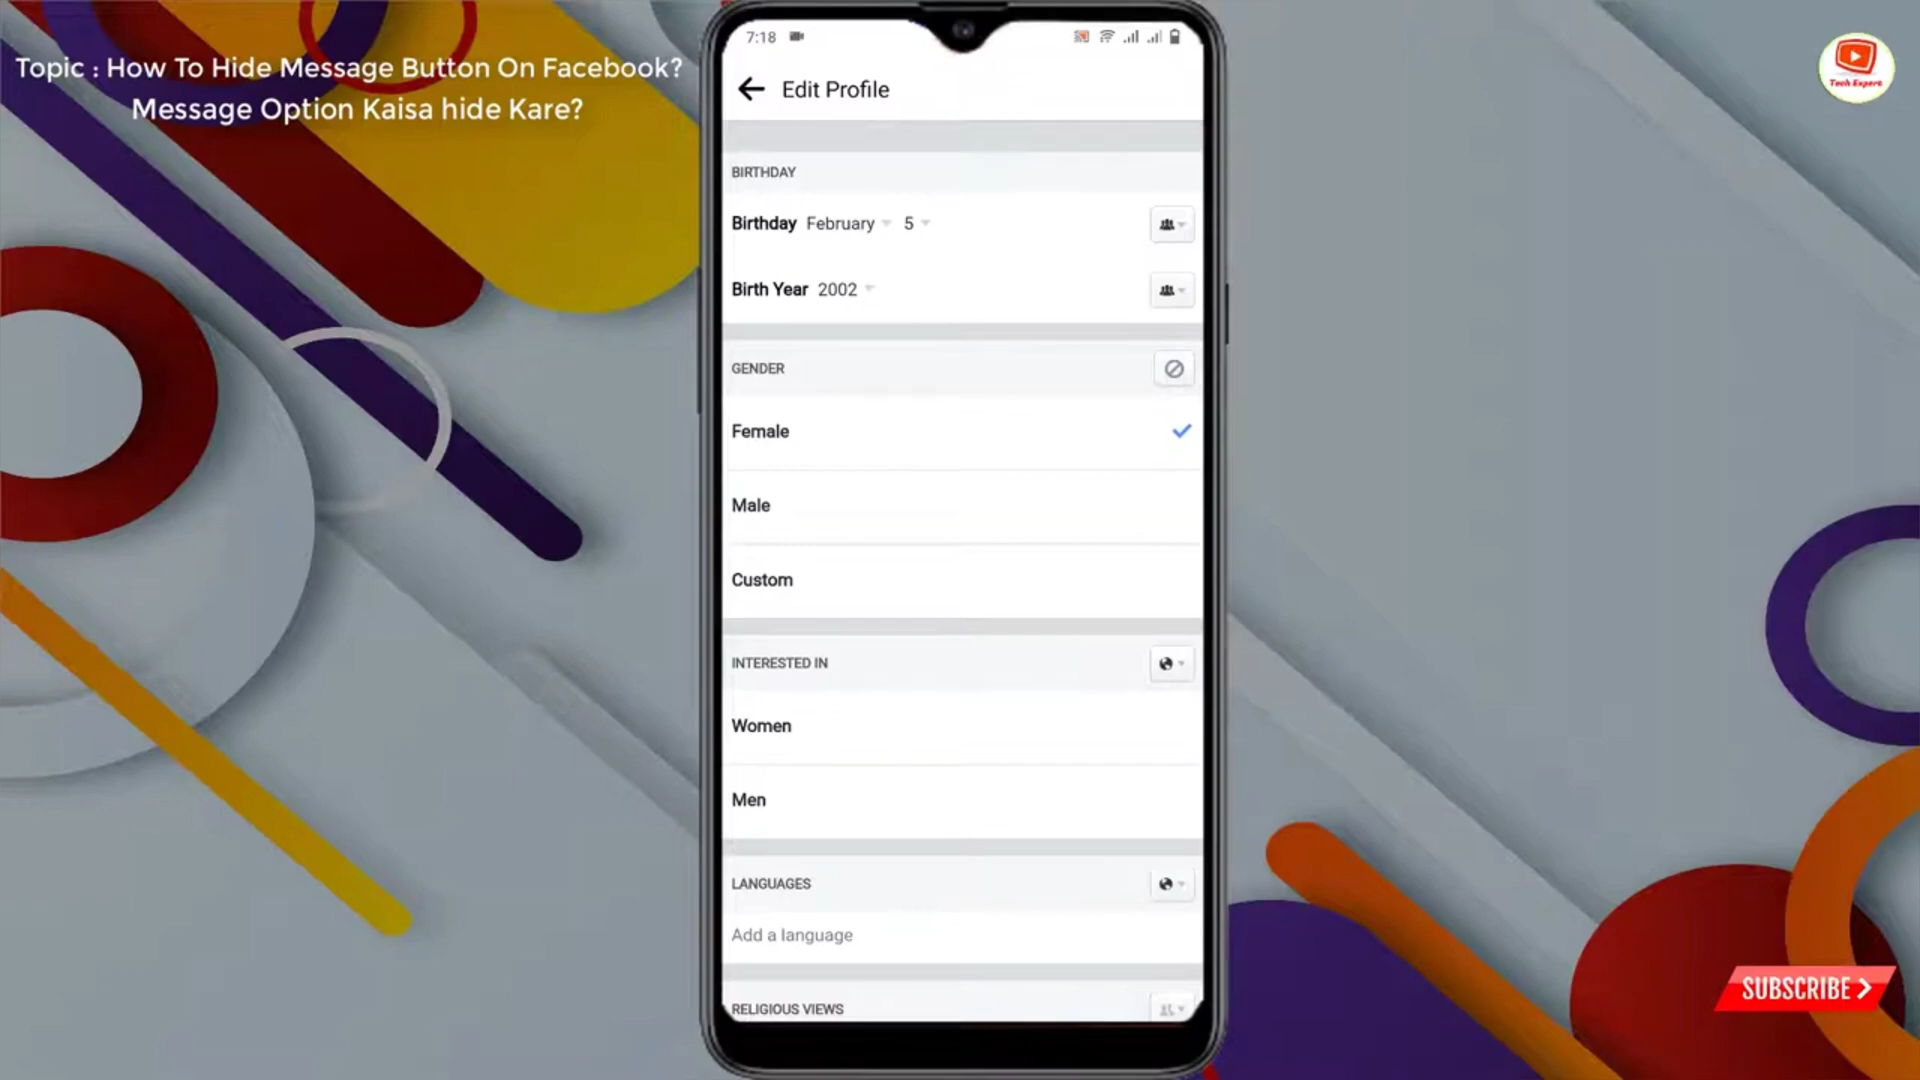 Topic : How To Hide Message Button On Facebook?
Message Option Kaisa hide Kare?
Tech Expert
7:18
Edit Profile
BIRTHDAY
Birthday February 5
Birth Year 2002
GENDER
Female
Male
Custom
INTERESTED IN
Women
Men
LANGUAGES
Add a language
RELIGIOUS VIEWS
SUBSCRIBE >